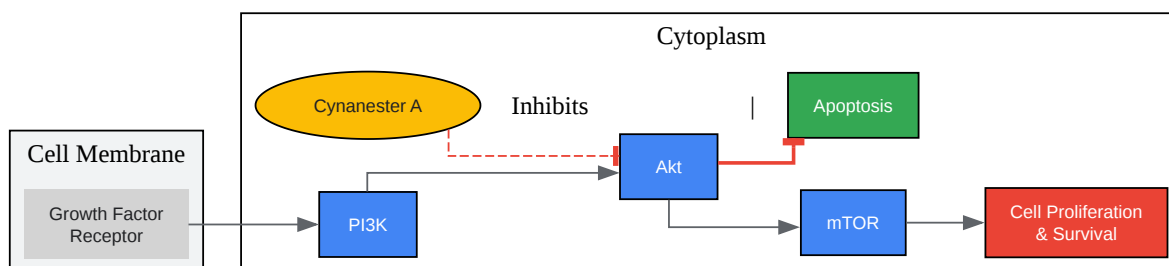 Cytoplasm
Cynanester A
Inhibits
|
Apoptosis
Cell Membrane
Akt
Growth Factor
Receptor
PI3K
mTOR
Cell Proliferation
& Survival